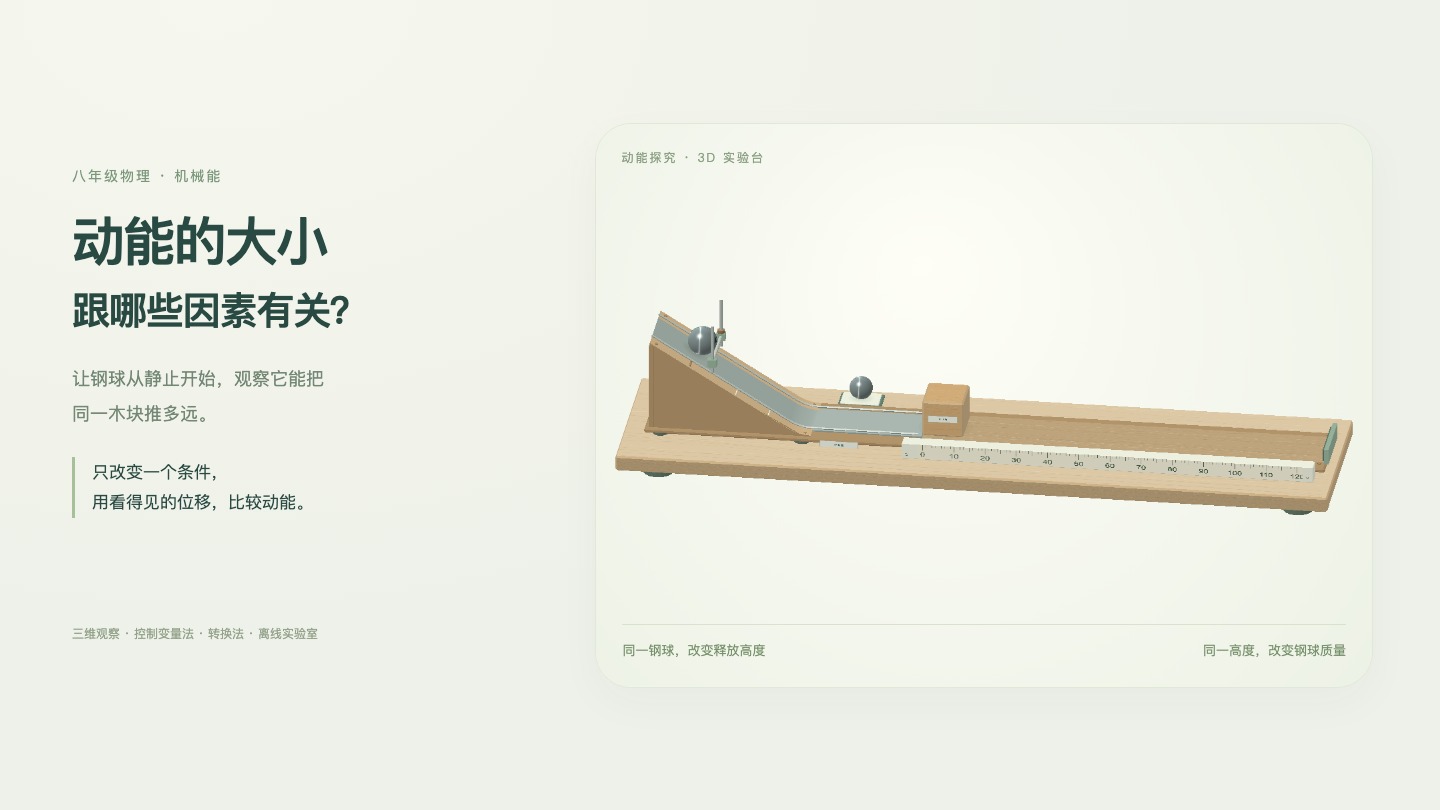 八年级物理 · 机械能
动能的大小
跟哪些因素有关?
让钢球从静止开始，观察它能把
同一木块推多远。
只改变一个条件，
用看得见的位移，比较动能。
三维观察 · 控制变量法 · 转换法 · 离线实验室
动能探究 · 3D 实验台
0 10 20 30 40 50 60 70 80 90 100 110 120
同一钢球，改变释放高度
同一高度，改变钢球质量